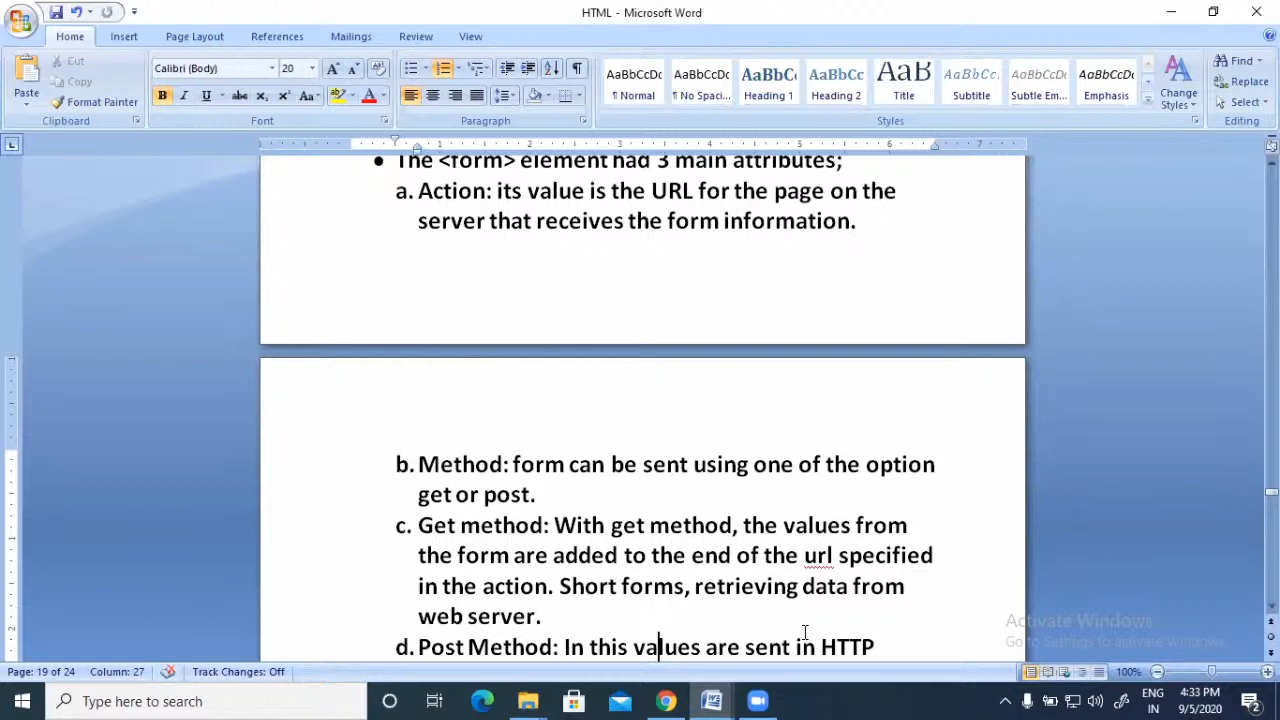 HTML - Microsoft Word
Home Insert Page Layout References Mailings Review View
Paste
Cut
Copy
Format Painter
Clipboard
Calibri (Body) 20
Font
Paragraph
AaBbCcDc AaBbCcDc AaBbC AaBbCc AaB AaBbCc. AaBbCcDc AaBbCcDc
¶ Normal ¶ No Spaci... Heading 1 Heading 2 Title Subtitle Subtle Em... Emphasis
Change Styles
Styles
Find
Replace
Select
Editing
1 2 3 4 5 6 7
• The <form> element had 3 main attributes;
a. Action: its value is the URL for the page on the
server that receives the form information.
b. Method: form can be sent using one of the option
get or post.
c. Get method: With get method, the values from
the form are added to the end of the url specified
in the action. Short forms, retrieving data from
web server.
d. Post Method: In this values are sent in HTTP
Activate Windows
Go to Settings to activate Windows.
Page: 19 of 24 Column: 27 Track Changes: Off 100%
Type here to search
ENG
IN
4:33 PM
9/5/2020
2